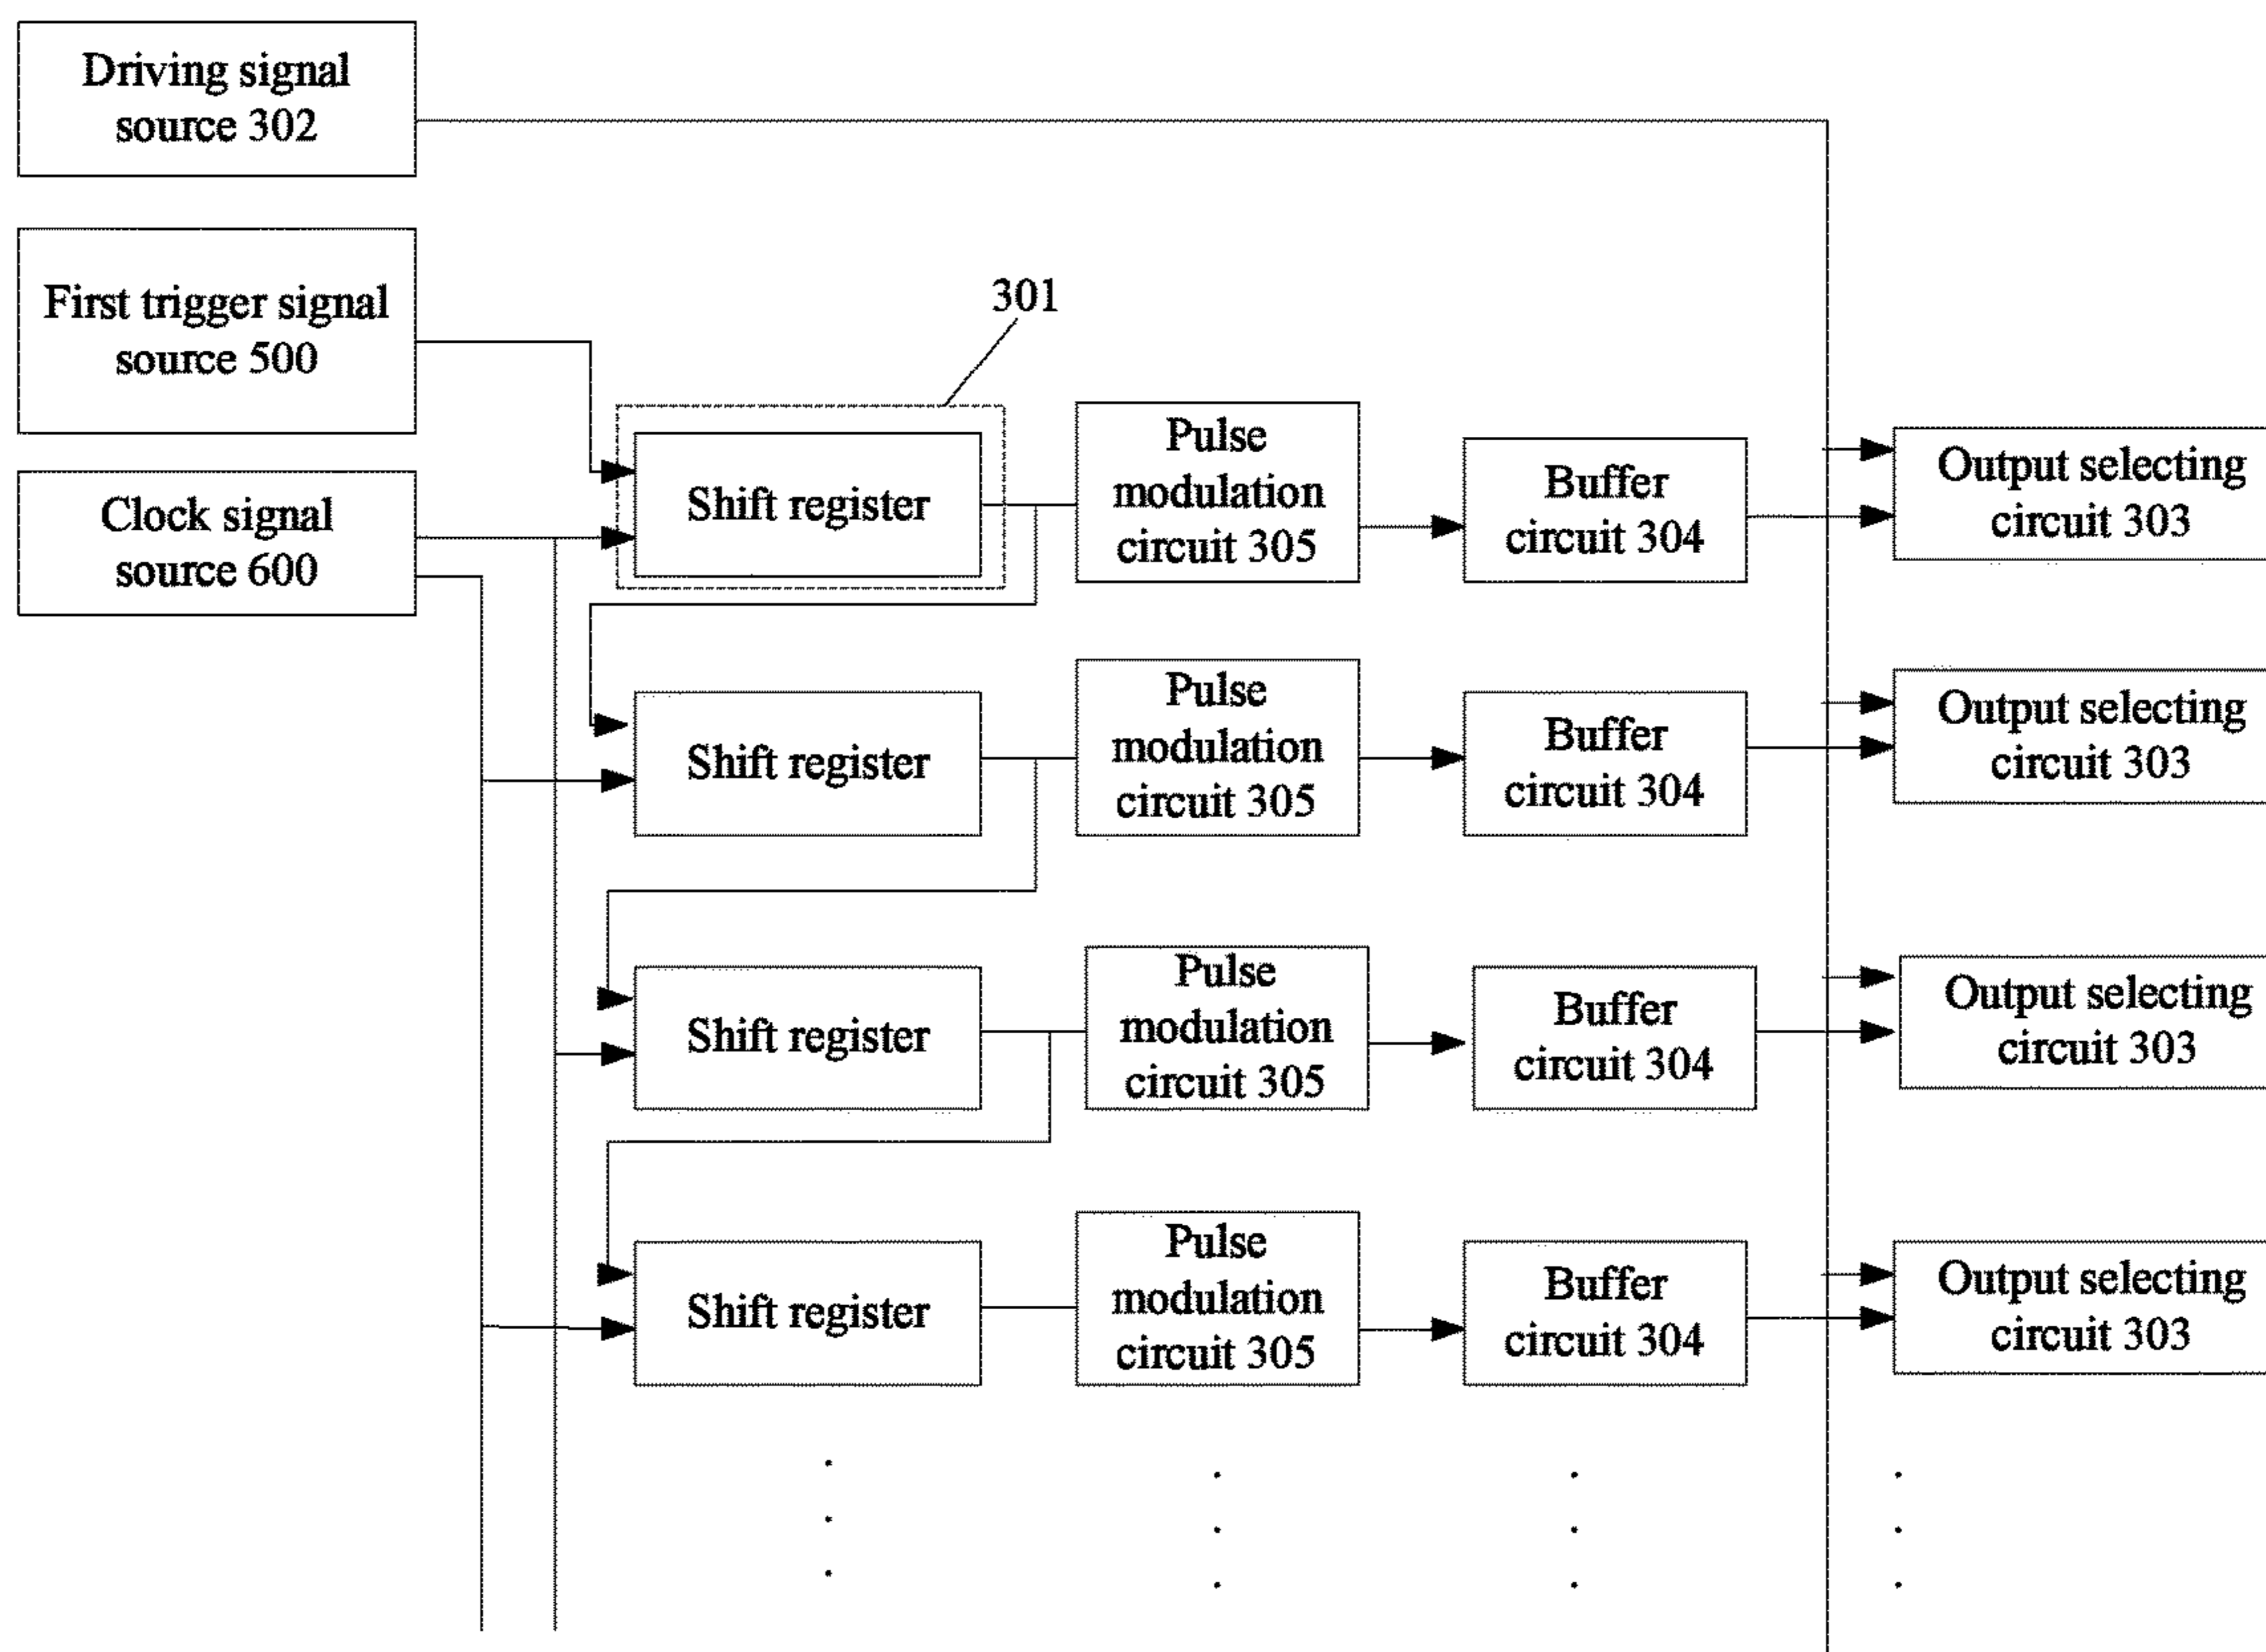 Driving signal
source 302
First trigger signal
source 500
Clock signal
source 600
301
Shift register
Pulse
modulation
circuit 305
Buffer
circuit 304
Output selecting
circuit 303
Shift register
Pulse
modulation
circuit 305
Buffer
circuit 304
Output selecting
circuit 303
Shift register
Pulse
modulation
circuit 305
Buffer
circuit 304
Output selecting
circuit 303
Shift register
Pulse
modulation
circuit 305
Buffer
circuit 304
Output selecting
circuit 303